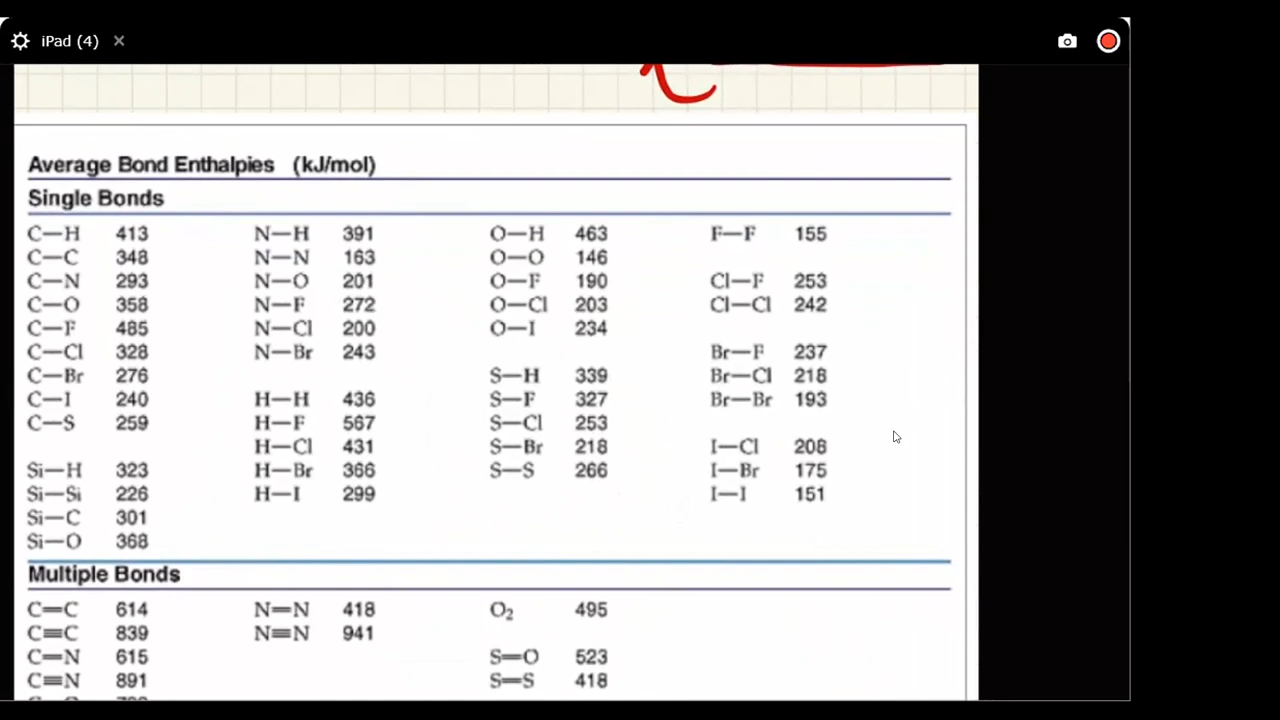 iPad (4)
Average Bond Enthalpies (kJ/mol)
Single Bonds
C—H 413 N—H 391 O—H 463 F—F 155
C—C 348 N—N 163 O—O 146
C—N 293 N—O 201 O—F 190 Cl—F 253
C—O 358 N—F 272 O—Cl 203 Cl—Cl 242
C—F 485 N—Cl 200 O—I 234
C—Cl 328 N—Br 243 Br—F 237
C—Br 276 S—H 339 Br—Cl 218
C—I 240 H—H 436 S—F 327 Br—Br 193
C—S 259 H—F 567 S—Cl 253
H—Cl 431 S—Br 218 I—Cl 208
Si—H 323 H—Br 366 S—S 266 I—Br 175
Si—Si 226 H—I 299 I—I 151
Si—C 301
Si—O 368
Multiple Bonds
C=C 614 N=N 418 O₂ 495
C≡C 839 N≡N 941
C=N 615 S=O 523
C≡N 891 S=S 418